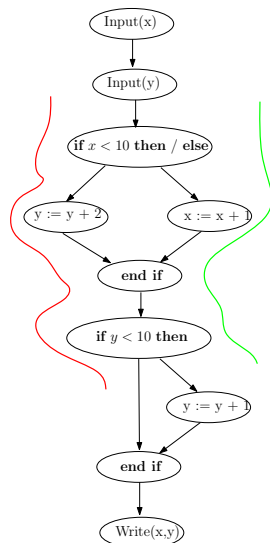 Input(x)
Input(y)
if x < 10 then / else
y := y + 2
x := x + 1
end if
if y < 10 then
y := y + 1
end if
Write(x,y)